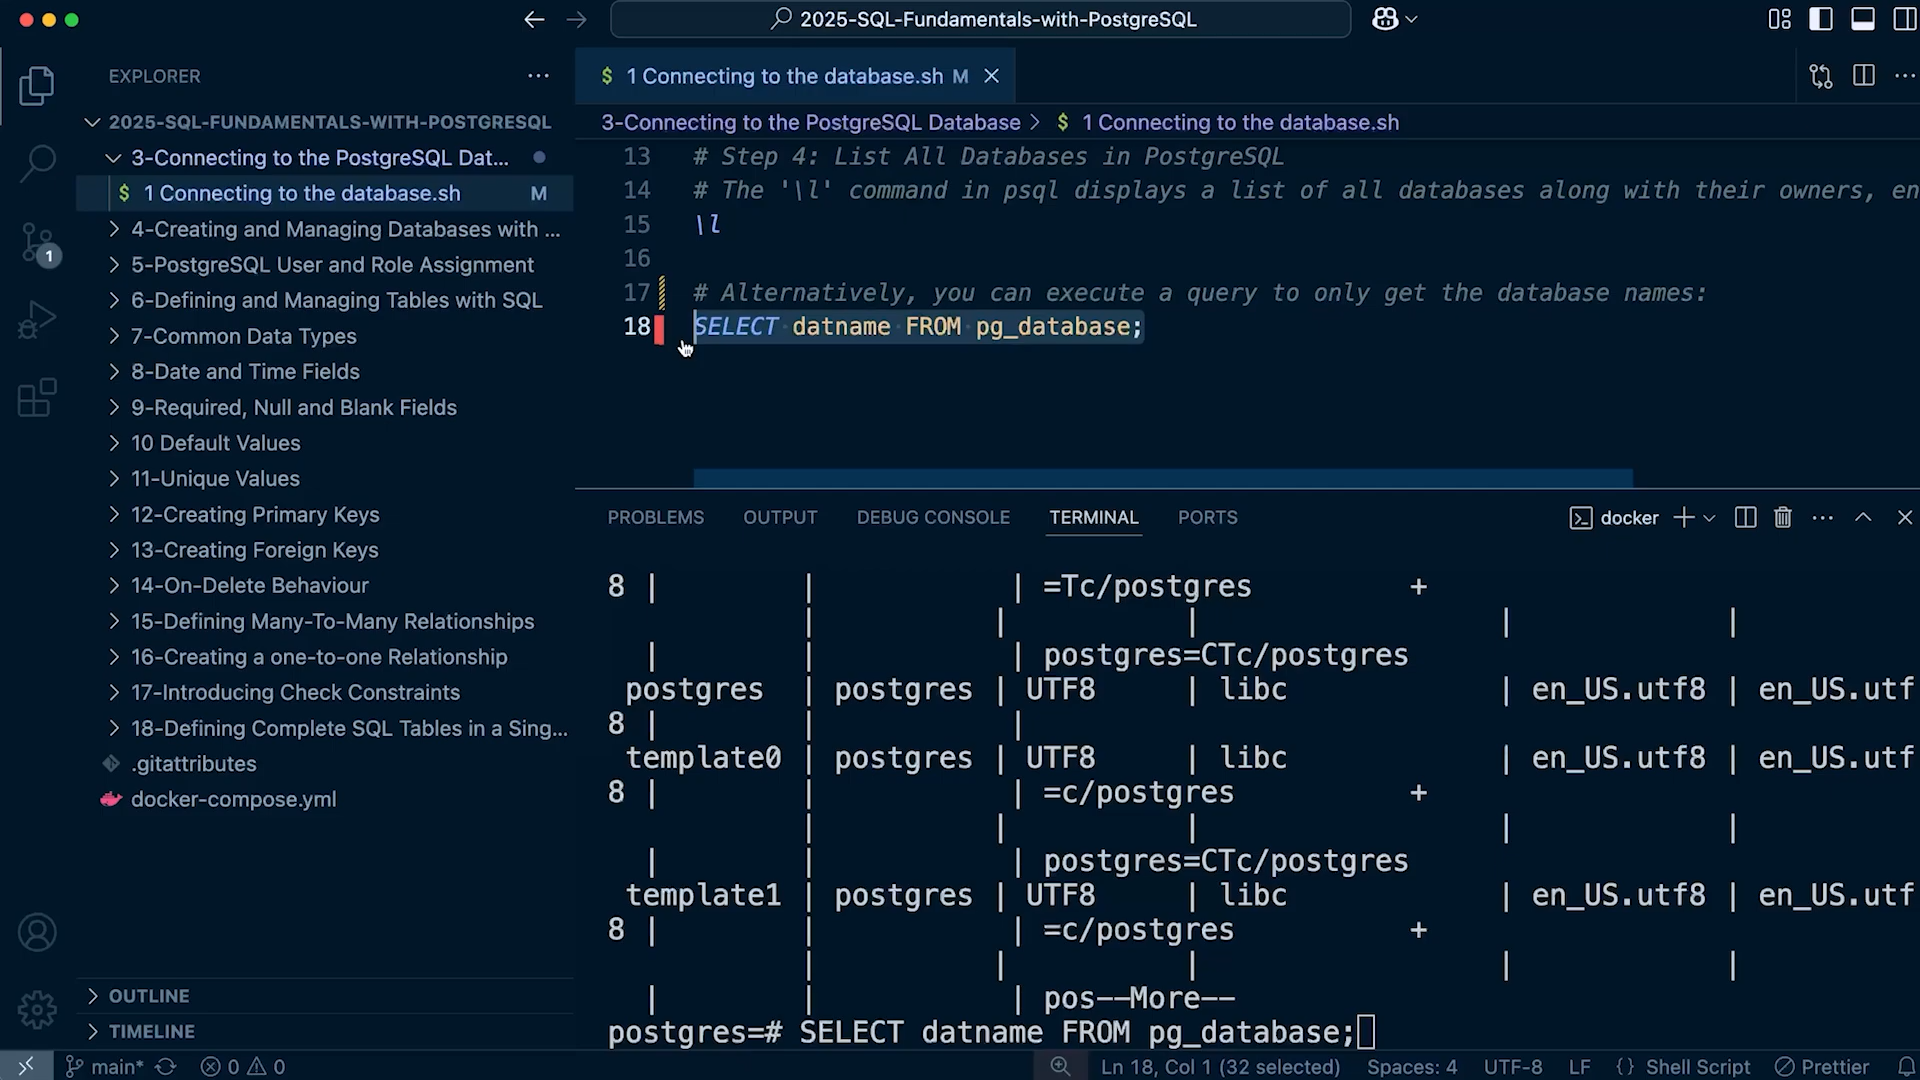 2025-SQL-Fundamentals-with-PostgreSQL
EXPLORER
2025-SQL-FUNDAMENTALS-WITH-POSTGRESQL
3-Connecting to the PostgreSQL Dat...
$ 1 Connecting to the database.sh M
4-Creating and Managing Databases with ...
5-PostgreSQL User and Role Assignment
6-Defining and Managing Tables with SQL
7-Common Data Types
8-Date and Time Fields
9-Required, Null and Blank Fields
10 Default Values
11-Unique Values
12-Creating Primary Keys
13-Creating Foreign Keys
14-On-Delete Behaviour
15-Defining Many-To-Many Relationships
16-Creating a one-to-one Relationship
17-Introducing Check Constraints
18-Defining Complete SQL Tables in a Sing...
.gitattributes
docker-compose.yml
OUTLINE
TIMELINE
1
$ 1 Connecting to the database.sh M
3-Connecting to the PostgreSQL Database > $ 1 Connecting to the database.sh
13 # Step 4: List All Databases in PostgreSQL
14 # The '\l' command in psql displays a list of all databases along with their owners, en
15 \l
16
17 # Alternatively, you can execute a query to only get the database names:
18 SELECT datname FROM pg_database;
PROBLEMS OUTPUT DEBUG CONSOLE TERMINAL PORTS
docker
8 | | | =Tc/postgres +
| | | | |
| | | postgres=CTc/postgres
postgres | postgres | UTF8 | libc | en_US.utf8 | en_US.utf
8 | | |
template0 | postgres | UTF8 | libc | en_US.utf8 | en_US.utf
8 | | | =c/postgres +
| | | | |
| | | postgres=CTc/postgres
template1 | postgres | UTF8 | libc | en_US.utf8 | en_US.utf
8 | | | =c/postgres +
| | | | |
| | | pos--More--
postgres=# SELECT datname FROM pg_database;
main* 0 0 Ln 18, Col 1 (32 selected) Spaces: 4 UTF-8 LF {} Shell Script Prettier